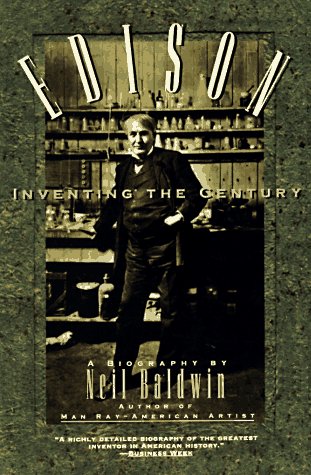 EDISON
INVENTING THE CENTURY
A BIOGRAPHY BY
Neil Baldwin
AUTHOR OF
MAN RAY–AMERICAN ARTIST
"A RICHLY DETAILED BIOGRAPHY OF THE GREATEST
INVENTOR IN AMERICAN HISTORY."
—BUSINESS WEEK